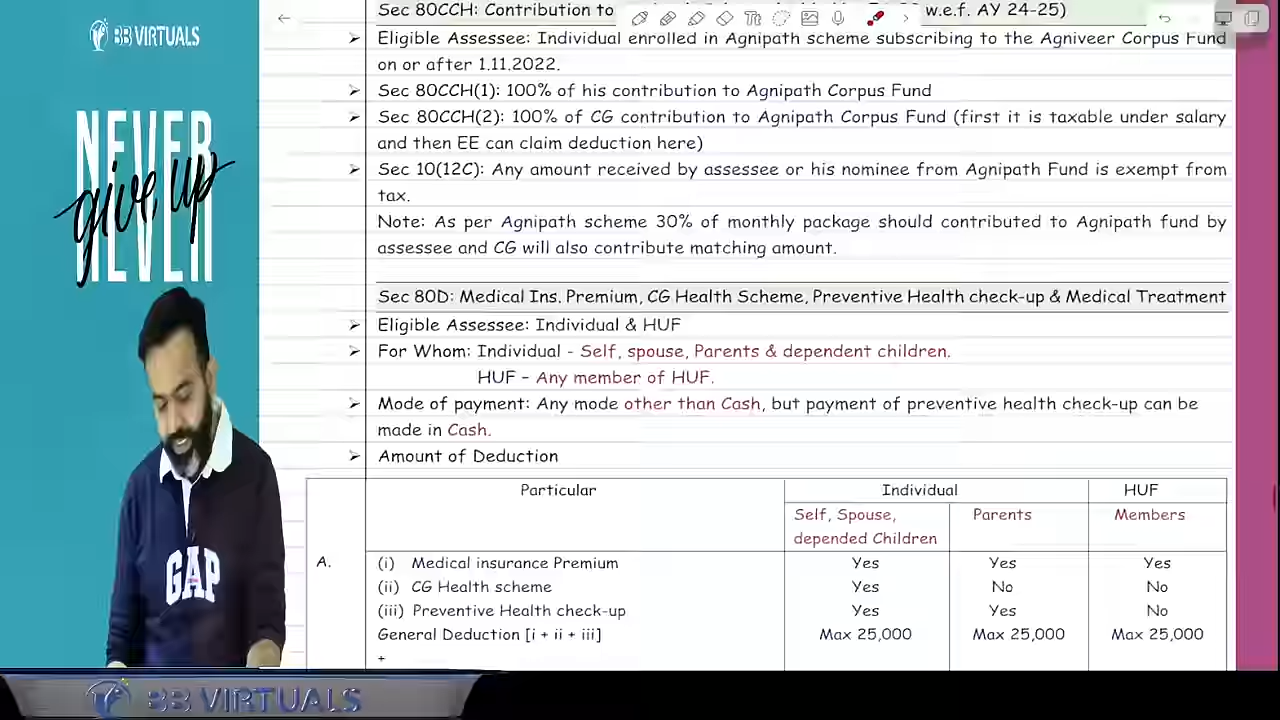 BB VIRTUALS
NEVER
give up
NEVER
GAP
Sec 80CCH: Contribution to w.e.f. AY 24-25)
➢ Eligible Assessee: Individual enrolled in Agnipath scheme subscribing to the Agniveer Corpus Fund
on or after 1.11.2022.
➢ Sec 80CCH(1): 100% of his contribution to Agnipath Corpus Fund
➢ Sec 80CCH(2): 100% of CG contribution to Agnipath Corpus Fund (first it is taxable under salary
and then EE can claim deduction here)
➢ Sec 10(12C): Any amount received by assessee or his nominee from Agnipath Fund is exempt from
tax.
Note: As per Agnipath scheme 30% of monthly package should contributed to Agnipath fund by
assessee and CG will also contribute matching amount.
Sec 80D: Medical Ins. Premium, CG Health Scheme, Preventive Health check-up & Medical Treatment
➢ Eligible Assessee: Individual & HUF
➢ For Whom: Individual - Self, spouse, Parents & dependent children.
HUF – Any member of HUF.
➢ Mode of payment: Any mode other than Cash, but payment of preventive health check-up can be
made in Cash.
➢ Amount of Deduction
Particular Individual HUF
Self, Spouse, Parents Members
depended Children
A. (i) Medical insurance Premium Yes Yes Yes
(ii) CG Health scheme Yes No No
(iii) Preventive Health check-up Yes Yes No
General Deduction [i + ii + iii] Max 25,000 Max 25,000 Max 25,000
+
BB VIRTUALS